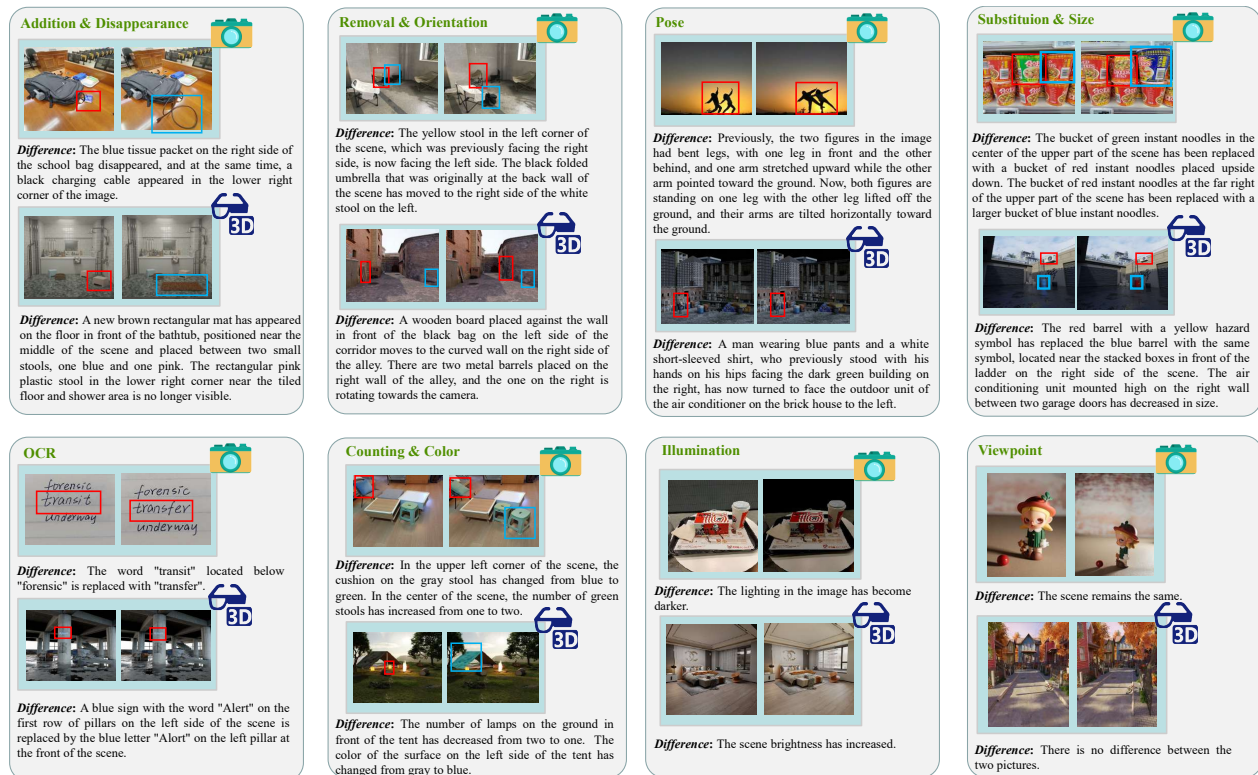 Addition & Disappearance
Difference: The blue tissue packet on the right side of
the school bag disappeared, and at the same time, a
black charging cable appeared in the lower right
corner of the image.
3D
Difference: A new brown rectangular mat has appeared
on the floor in front of the bathtub, positioned near the
middle of the scene and placed between two small
stools, one blue and one pink. The rectangular pink
plastic stool in the lower right corner near the tiled
floor and shower area is no longer visible.
Removal & Orientation
Difference: The yellow stool in the left corner of
the scene, which was previously facing the right
side, is now facing the left side. The black folded
umbrella that was originally at the back wall of
the scene has moved to the right side of the white
stool on the left.
3D
Difference: A wooden board placed against the wall
in front of the black bag on the left side of the
corridor moves to the curved wall on the right side of
the alley. There are two metal barrels placed on the
right wall of the alley, and the one on the right is
rotating towards the camera.
Pose
Difference: Previously, the two figures in the image
had bent legs, with one leg in front and the other
behind, and one arm stretched upward while the other
arm pointed toward the ground. Now, both figures are
standing on one leg with the other leg lifted off the
ground, and their arms are tilted horizontally toward
the ground.
3D
Difference: A man wearing blue pants and a white
short-sleeved shirt, who previously stood with his
hands on his hips facing the dark green building on
the right, has now turned to face the outdoor unit of
the air conditioner on the brick house to the left.
Substituion & Size
Difference: The bucket of green instant noodles in the
center of the upper part of the scene has been replaced
with a bucket of red instant noodles placed upside
down. The bucket of red instant noodles at the far right
of the upper part of the scene has been replaced with a
larger bucket of blue instant noodles.
3D
Difference: The red barrel with a yellow hazard
symbol has replaced the blue barrel with the same
symbol, located near the stacked boxes in front of the
ladder on the right side of the scene. The air
conditioning unit mounted high on the right wall
between two garage doors has decreased in size.
OCR
forensic
transit
underway
forensic
transfer
underway
Difference: The word "transit" located below
"forensic" is replaced with "transfer".
3D
Difference: A blue sign with the word "Alert" on the
first row of pillars on the left side of the scene is
replaced by the blue letter "Alort" on the left pillar at
the front of the scene.
Counting & Color
Difference: In the upper left corner of the scene, the
cushion on the gray stool has changed from blue to
green. In the center of the scene, the number of green
stools has increased from one to two.
3D
Difference: The number of lamps on the ground in
front of the tent has decreased from two to one. The
color of the surface on the left side of the tent has
changed from gray to blue.
Illumination
Difference: The lighting in the image has become
darker.
3D
Difference: The scene brightness has increased.
Viewpoint
Difference: The scene remains the same.
3D
Difference: There is no difference between the
two pictures.